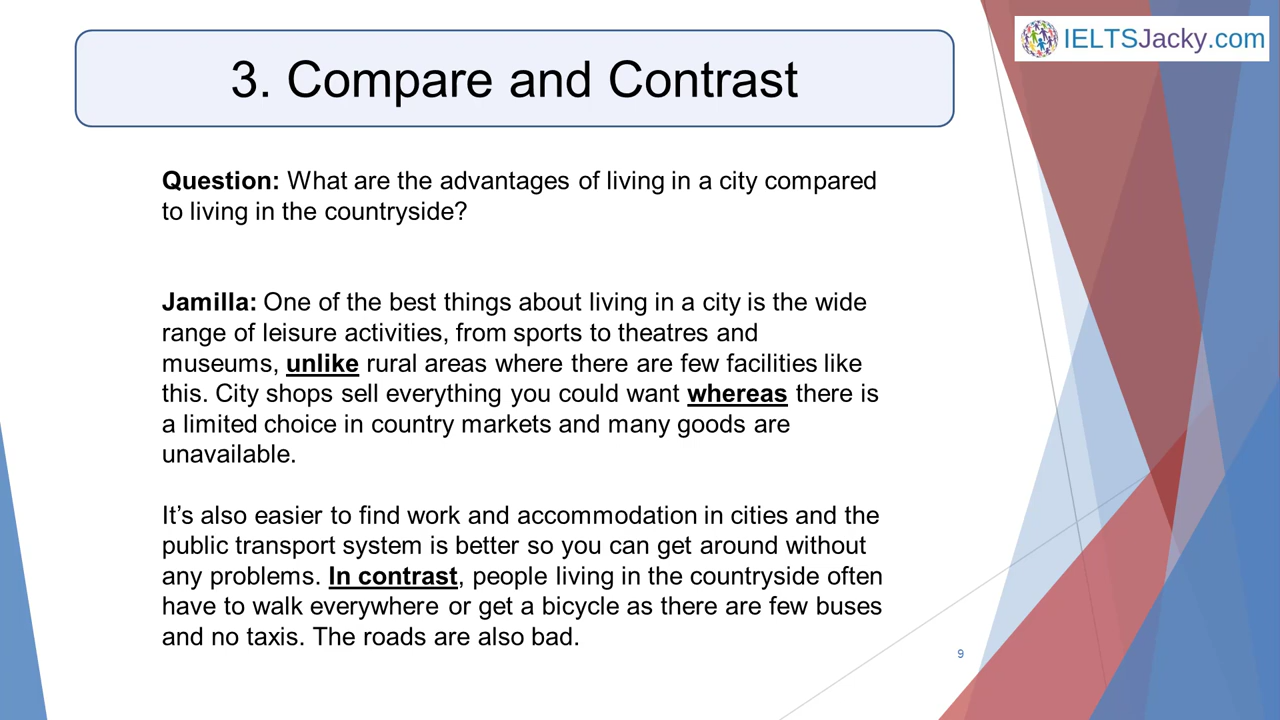 IELTSJacky.com
3. Compare and Contrast
Question: What are the advantages of living in a city compared
to living in the countryside?
Jamilla: One of the best things about living in a city is the wide
range of leisure activities, from sports to theatres and
museums, unlike rural areas where there are few facilities like
this. City shops sell everything you could want whereas there is
a limited choice in country markets and many goods are
unavailable.
It’s also easier to find work and accommodation in cities and the
public transport system is better so you can get around without
any problems. In contrast, people living in the countryside often
have to walk everywhere or get a bicycle as there are few buses
and no taxis. The roads are also bad.
9